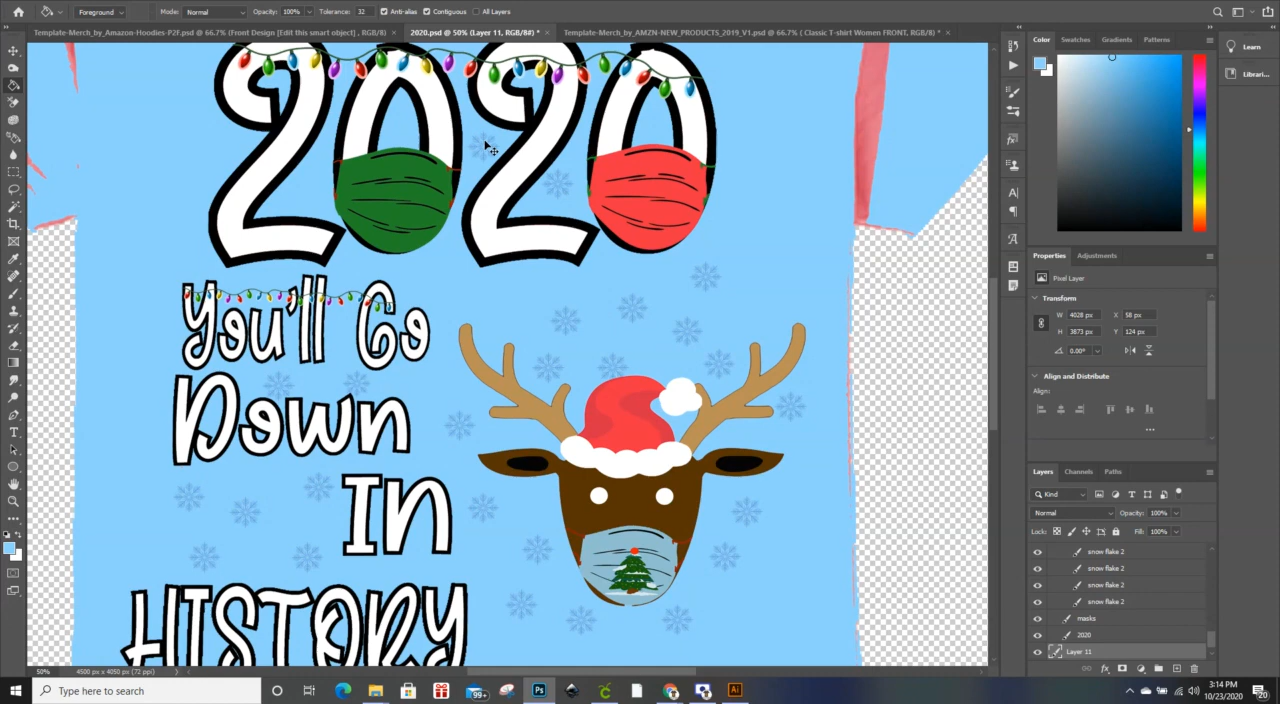 Foreground
Mode: Normal
Opacity: 100%
Tolerance: 32
Anti-alias
Contiguous
All Layers
Template-Merch_by_Amazon-Hoodies-P2F.psd @ 66.7% (Front Design [Edit this smart object] , RGB/8) ×
2020.psd @ 50% (Layer 11, RGB/8#) * ×
Template-Merch_by_AMZN-NEW_PRODUCTS_2019_V1.psd @ 66.7% ( Classic T-shirt Women FRONT, RGB/8) * ×
2020
You'll Go
Down
In
HISTORY
Color
Swatches
Gradients
Patterns
Learn
Librari...
Properties
Adjustments
Pixel Layer
Transform
W 4028 px X 58 px
H 3873 px Y 124 px
0.00°
Align and Distribute
Align:
...
Layers
Channels
Paths
Kind
Normal
Opacity: 100%
Lock:
Fill: 100%
snow flake 2
snow flake 2
snow flake 2
snow flake 2
masks
2020
Layer 11
50%
4500 px x 4050 px (72 ppi)
Type here to search
99+
Ps
Ai
3:14 PM
10/23/2020
20